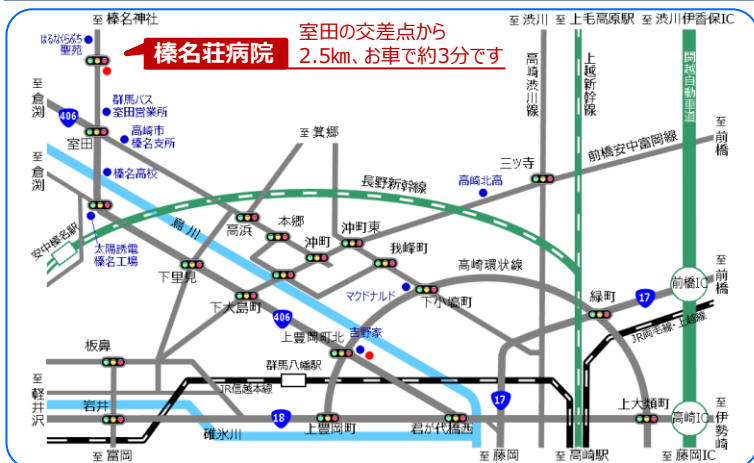 至 榛名神社
至 渋川
至 上毛高原駅
至 渋川伊香保IC
はるならぶち
聖苑
榛名荘病院
室田の交差点から
2.5km、お車で約3分です
高崎渋川線
上越新幹線
関越自動車道
至 倉渕
406
群馬バス
室田営業所
室田
高崎市
榛名支所
至 箕郷
三ツ寺
前橋安中富岡線
至 前橋
至 倉渕
榛名高校
長野新幹線
高崎北高
安中榛名駅
太陽誘電
榛名工場
烏川
高浜
本郷
沖町
沖町東
我峰町
下里見
高崎環状線
マクドナルド
下小塙町
緑町
17
前橋IC
至 前橋
下大島町
406
上豊岡町北
吉野家
JR両毛線・上越線
板鼻
群馬八幡駅
JR信越本線
至 軽井沢
岩井
18
碓氷川
上豊岡町
君が代橋西
17
上大類町
高崎IC
至 伊勢崎
至 富岡
至 藤岡
至 高崎駅
至 藤岡IC